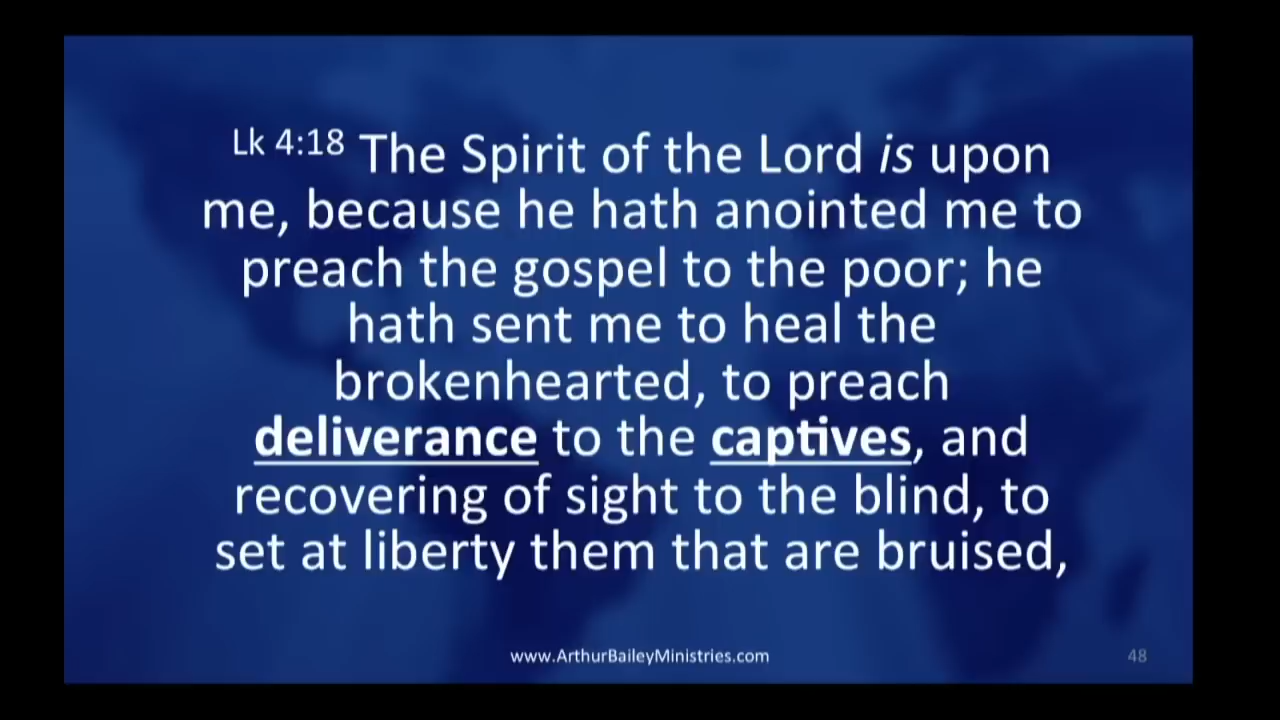 Lk 4:18 The Spirit of the Lord is upon
me, because he hath anointed me to
preach the gospel to the poor; he
hath sent me to heal the
brokenhearted, to preach
deliverance to the captives, and
recovering of sight to the blind, to
set at liberty them that are bruised,
www.ArthurBaileyMinistries.com
48